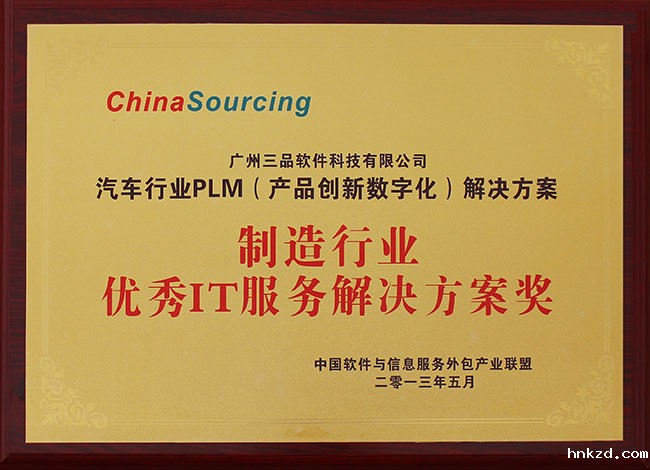 ChinaSourcing
广州三品软件科技有限公司
汽车行业PLM（产品创新数字化）解决方案
制造行业
优秀IT服务解决方案奖
中国软件与信息服务外包产业联盟
二零一三年五月
hnkzd.com